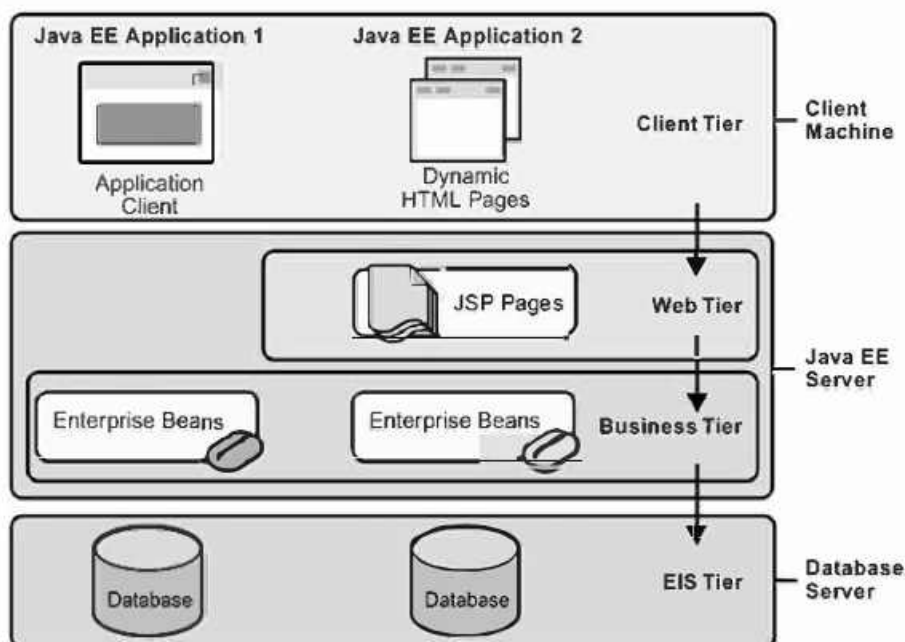 Java EE Application 1
Java EE Application 2
Application
Client
Dynamic
HTML Pages
Client Tier
Client
Machine
JSP Pages
Web Tier
Java EE
Server
Enterprise Beans
Enterprise Beans
Business Tier
Database
Database
EIS Tier
Database
Server